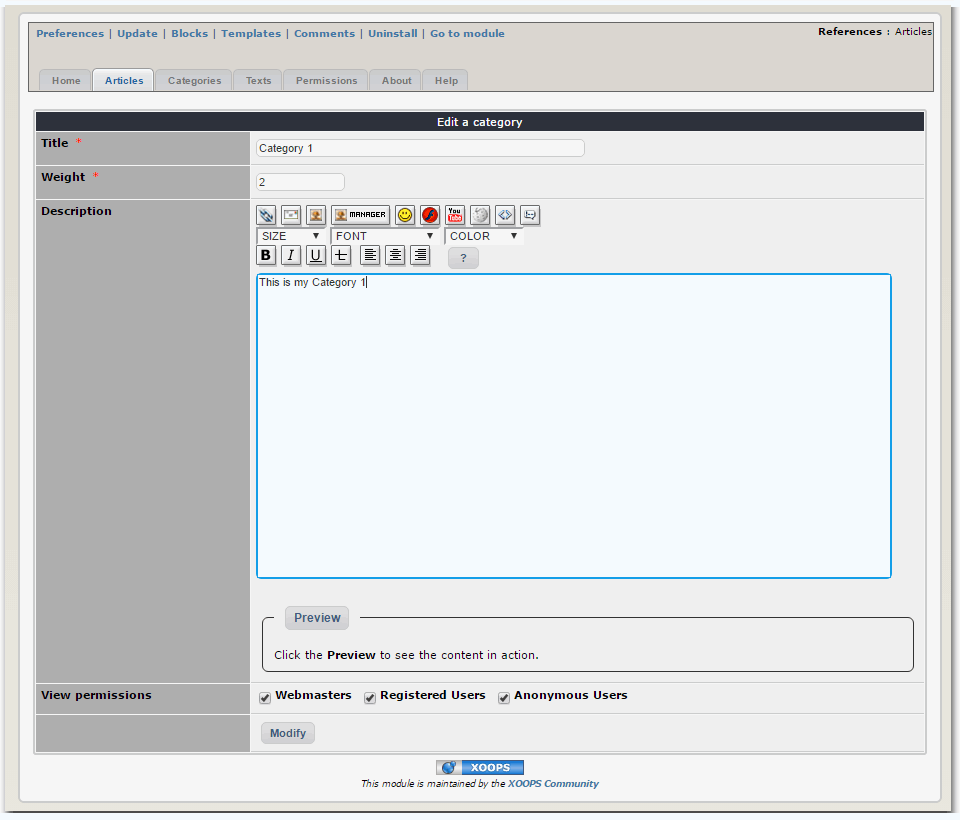 Preferences | Update | Blocks | Templates | Comments | Uninstall | Go to module
References : Articles
Home Articles Categories Texts Permissions About Help
Edit a category
Title *
Category 1
Weight *
2
Description
MANAGER You Tube
SIZE ▼ FONT ▼ COLOR ▼
B I U T ?
This is my Category 1
Preview
Click the Preview to see the content in action.
View permissions
Webmasters Registered Users Anonymous Users
Modify
XOOPS
This module is maintained by the XOOPS Community